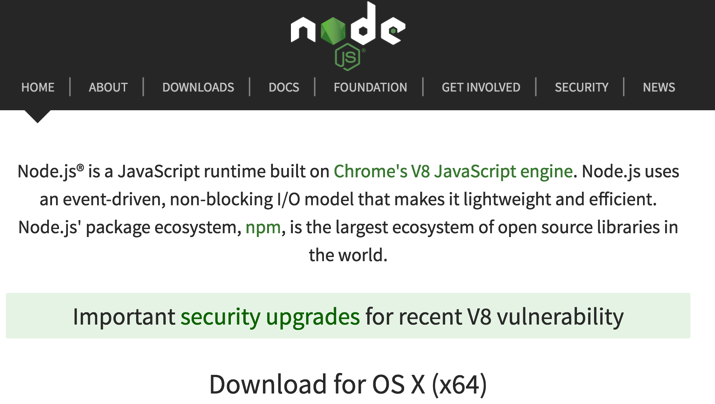 node
JS
HOME | ABOUT | DOWNLOADS | DOCS | FOUNDATION | GET INVOLVED | SECURITY | NEWS
Node.js® is a JavaScript runtime built on Chrome's V8 JavaScript engine. Node.js uses
an event-driven, non-blocking I/O model that makes it lightweight and efficient.
Node.js' package ecosystem, npm, is the largest ecosystem of open source libraries in
the world.
Important security upgrades for recent V8 vulnerability
Download for OS X (x64)